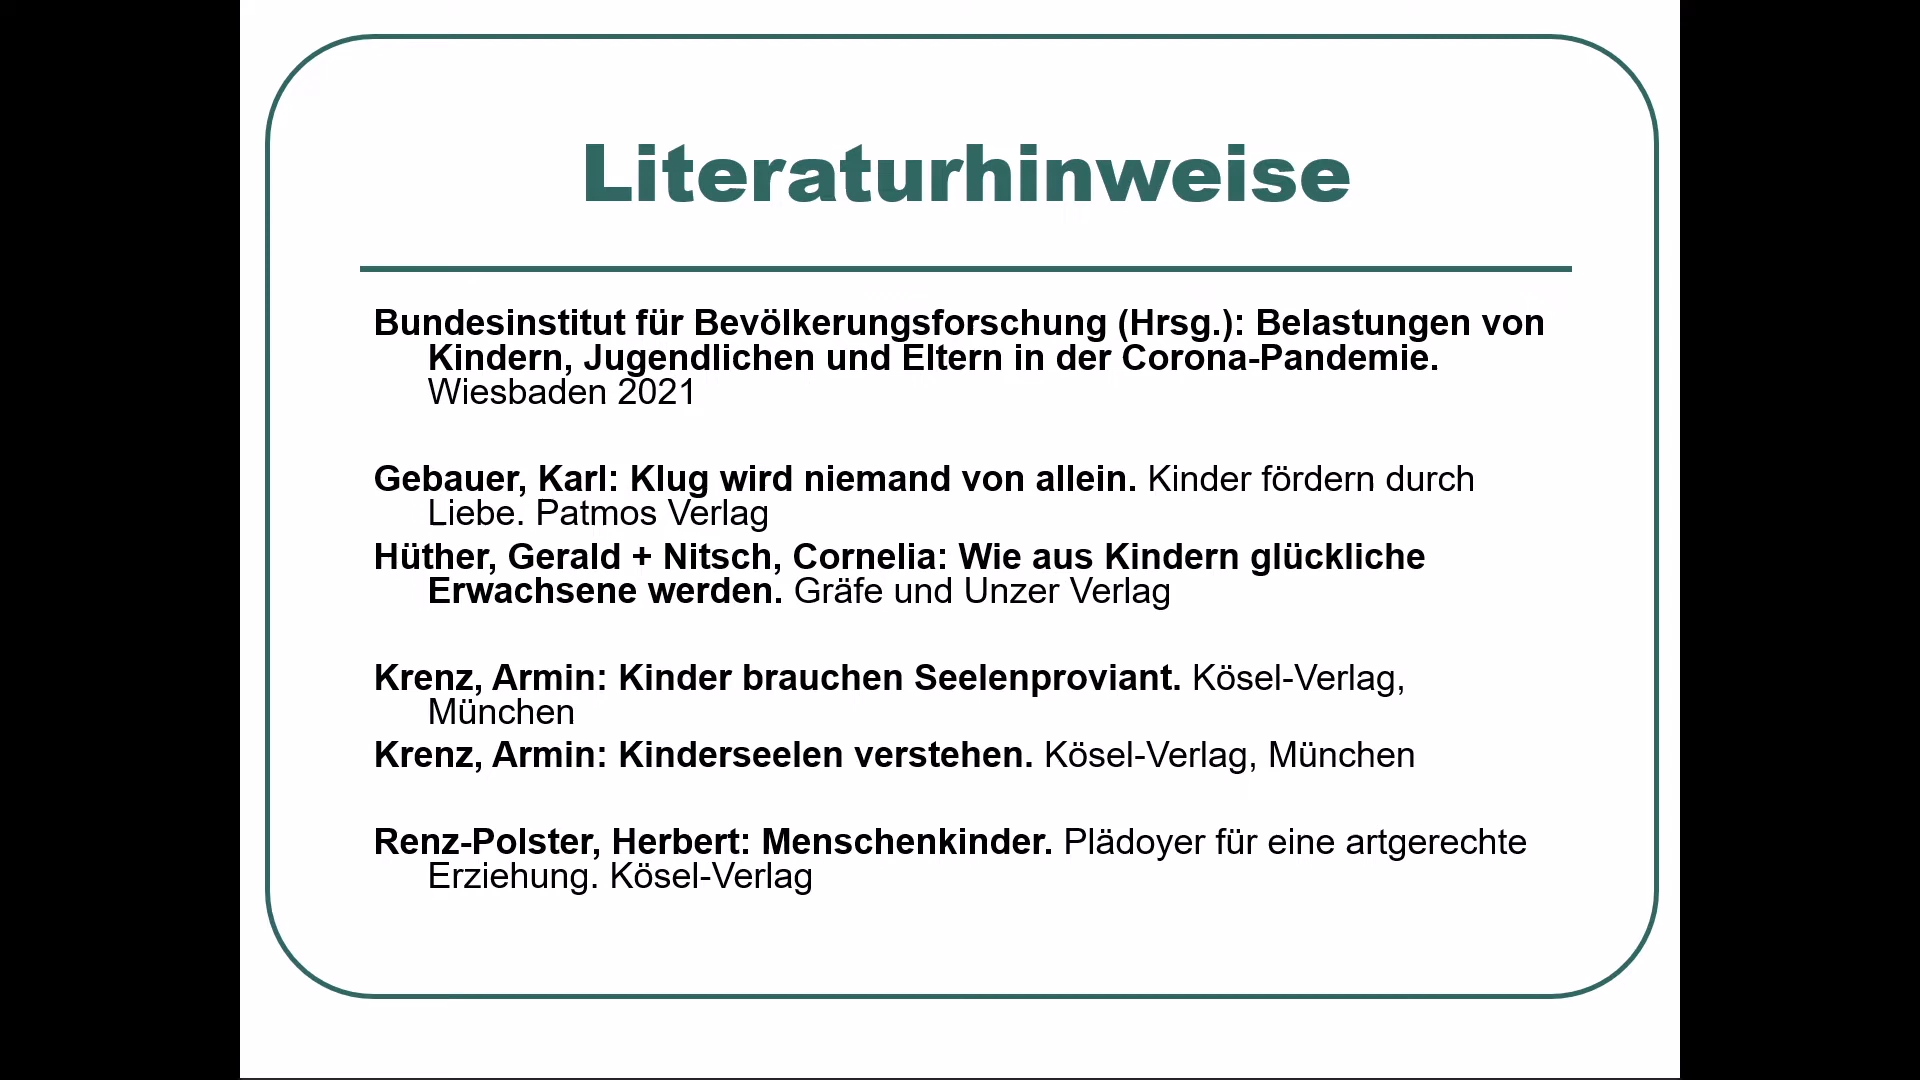 Literaturhinweise
Bundesinstitut für Bevölkerungsforschung (Hrsg.): Belastungen von
Kindern, Jugendlichen und Eltern in der Corona-Pandemie.
Wiesbaden 2021
Gebauer, Karl: Klug wird niemand von allein. Kinder fördern durch
Liebe. Patmos Verlag
Hüther, Gerald + Nitsch, Cornelia: Wie aus Kindern glückliche
Erwachsene werden. Gräfe und Unzer Verlag
Krenz, Armin: Kinder brauchen Seelenproviant. Kösel-Verlag,
München
Krenz, Armin: Kinderseelen verstehen. Kösel-Verlag, München
Renz-Polster, Herbert: Menschenkinder. Plädoyer für eine artgerechte
Erziehung. Kösel-Verlag